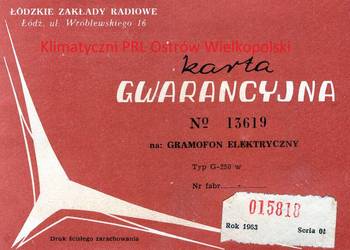 ŁÓDZKIE ZAKŁADY RADIOWE
Łódź, ul. Wróblewskiego 16
Klimatyczni PRL Ostrów Wielkopolski
karta
GWARANCYJNA
Nº 13619
na: GRAMOFON ELEKTRYCZNY
Typ G-250 w
Nr fabr.
015818
Rok 1963 Seria 01
Druk ścisłego zarachowania